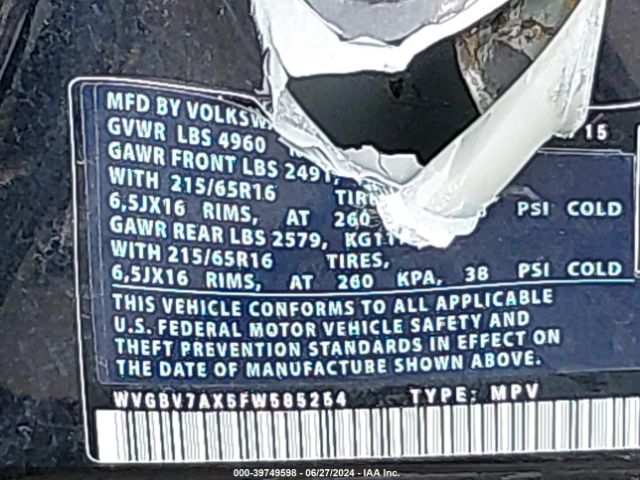 MFD BY VOLKSW 15
GVWR LBS 4960
GAWR FRONT LBS 2491,
WITH 215/65R16 TIRE
6,5JX16 RIMS, AT 260 PSI COLD
GAWR REAR LBS 2579, KG11
WITH 215/65R16 TIRES,
6,5JX16 RIMS, AT 260 KPA, 38 PSI COLD
THIS VEHICLE CONFORMS TO ALL APPLICABLE
U.S. FEDERAL MOTOR VEHICLE SAFETY AND
THEFT PREVENTION STANDARDS IN EFFECT ON
THE DATE OF MANUFACTURE SHOWN ABOVE.
WVGBV7AX5FW585254 TYPE: MPV
000-39749598 - 06/27/2024 - IAA Inc.